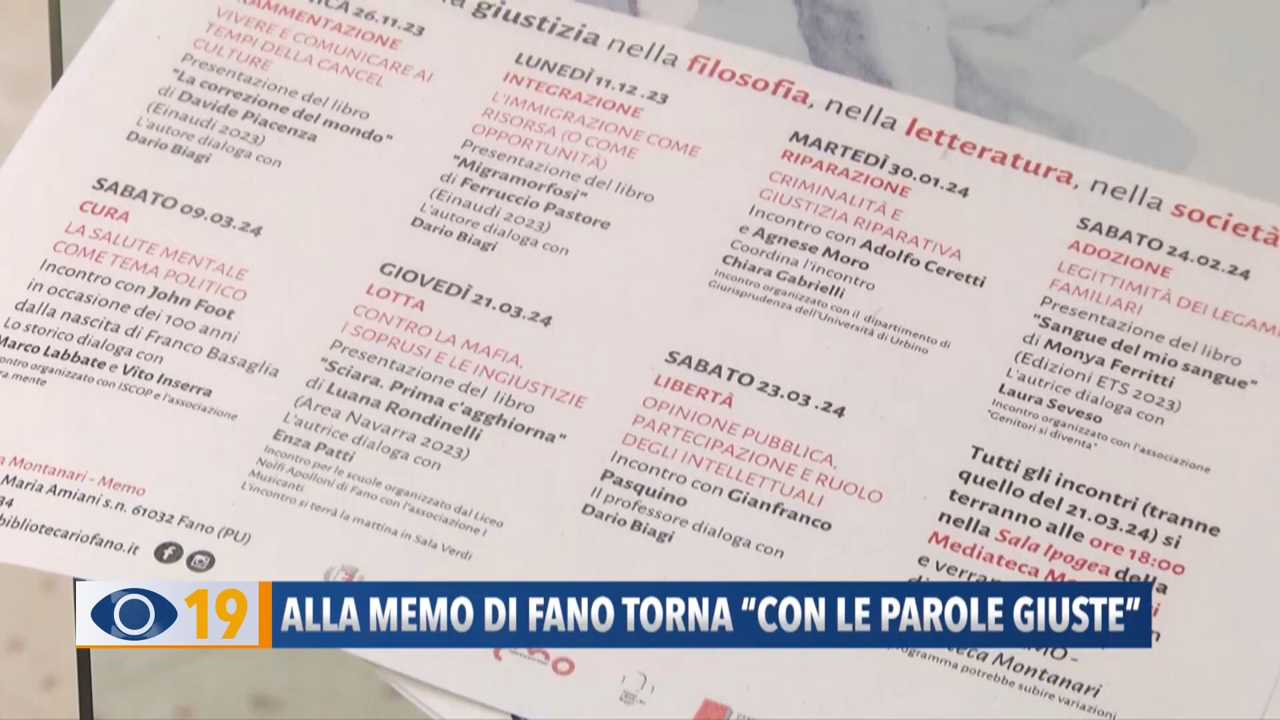 la giustizia nella filosofia, nella letteratura, nella società
26.11.23
VIVERE E COMUNICARE AI
TEMPI DELLA CANCEL
CULTURE
Presentazione del libro
"La correzione del mondo"
di Davide Piacenza
(Einaudi 2023)
L'autore dialoga con
Dario Biagi
LUNEDÌ 11.12.23
INTEGRAZIONE
L'IMMIGRAZIONE COME
RISORSA (O COME
OPPORTUNITÀ)
Presentazione del libro
"Migramorfosi"
di Ferruccio Pastore
(Einaudi 2023)
L'autore dialoga con
Dario Biagi
MARTEDÌ 30.01.24
RIPARAZIONE
CRIMINALITÀ E
GIUSTIZIA RIPARATIVA
Incontro con Adolfo Ceretti
e Agnese Moro
Coordina l'incontro
Chiara Gabrielli
Incontro organizzato con il dipartimento di
Giurisprudenza dell'Università di Urbino
SABATO 24.02.24
ADOZIONE
LEGITTIMITÀ DEI LEGAMI
FAMILIARI
Presentazione del libro
"Sangue del mio sangue"
di Monya Ferritti
(Edizioni ETS 2023)
L'autrice dialoga con
Laura Seveso
Incontro organizzato con l'associazione
"Genitori si diventa"
SABATO 09.03.24
CURA
LA SALUTE MENTALE
COME TEMA POLITICO
Incontro con John Foot
in occasione dei 100 anni
dalla nascita di Franco Basaglia
Lo storico dialoga con
Marco Labbate e Vito Inserra
organizzato con ISCOP e l'associazione
GIOVEDÌ 21.03.24
LOTTA
CONTRO LA MAFIA,
I SOPRUSI E LE INGIUSTIZIE
Presentazione del libro
"Sciara. Prima c'agghiorna"
di Luana Rondinelli
(Area Navarra 2023)
L'autrice dialoga con
Enza Patti
Incontro per le scuole organizzato dal Liceo
Nolfi Apolloni di Fano con l'associazione I
Musicanti
L'incontro si terrà la mattina in Sala Verdi
SABATO 23.03.24
LIBERTÀ
OPINIONE PUBBLICA,
PARTECIPAZIONE E RUOLO
DEGLI INTELLETTUALI
Incontro con Gianfranco
Pasquino
Il professore dialoga con
Dario Biagi
Tutti gli incontri (tranne
quello del 21.03.24) si
terranno alle ore 18:00
nella Sala Ipogea della
Mediateca
Montanari
programma potrebbe subire variazioni
Montanari - Memo
Maria Amiani s.n. 61032 Fano (PU)
bibliotecariofano.it
19
ALLA MEMO DI FANO TORNA "CON LE PAROLE GIUSTE"